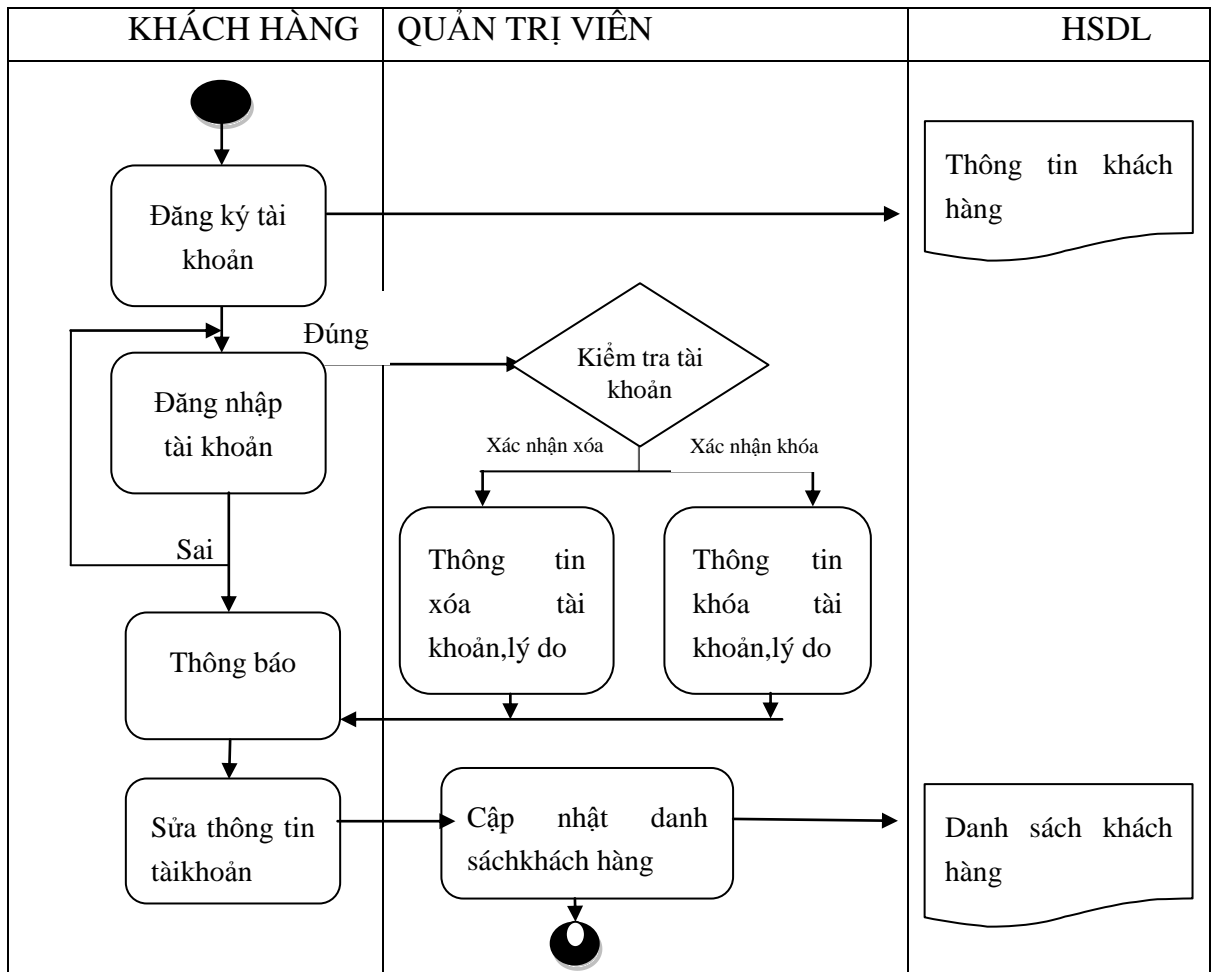 KHÁCH HÀNG
QUẢN TRỊ VIÊN
HSDL
Thông tin khách
hàng
Đăng ký tài
khoản
Đúng
Kiểm tra tài
khoản
Đăng nhập
tài khoản
Xác nhận xóa
Xác nhận khóa
Sai
Thông tin
xóa tài
khoản,lý do
Thông tin
khóa tài
khoản,lý do
Thông báo
Sửa thông tin
tàikhoản
Cập nhật danh
sáchkhách hàng
Danh sách khách
hàng